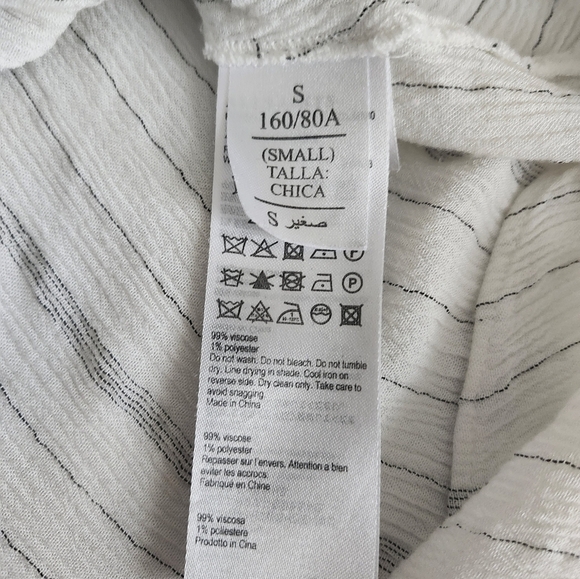 S
160/80A
(SMALL)
TALLA:
CHICA
S صغير
P
P
99% viscose
1% polyester
Do not wash. Do not bleach. Do not tumble
dry. Line drying in shade. Cool iron on
reverse side. Dry clean only. Take care to
avoid snagging
Made in China
99% viscose
1% polyester
Repasser sur l'envers, Attention a bien
eviter les accrocs.
Fabriqué en Chine
99% viscosa
1% poliestere
Prodotto in Cina